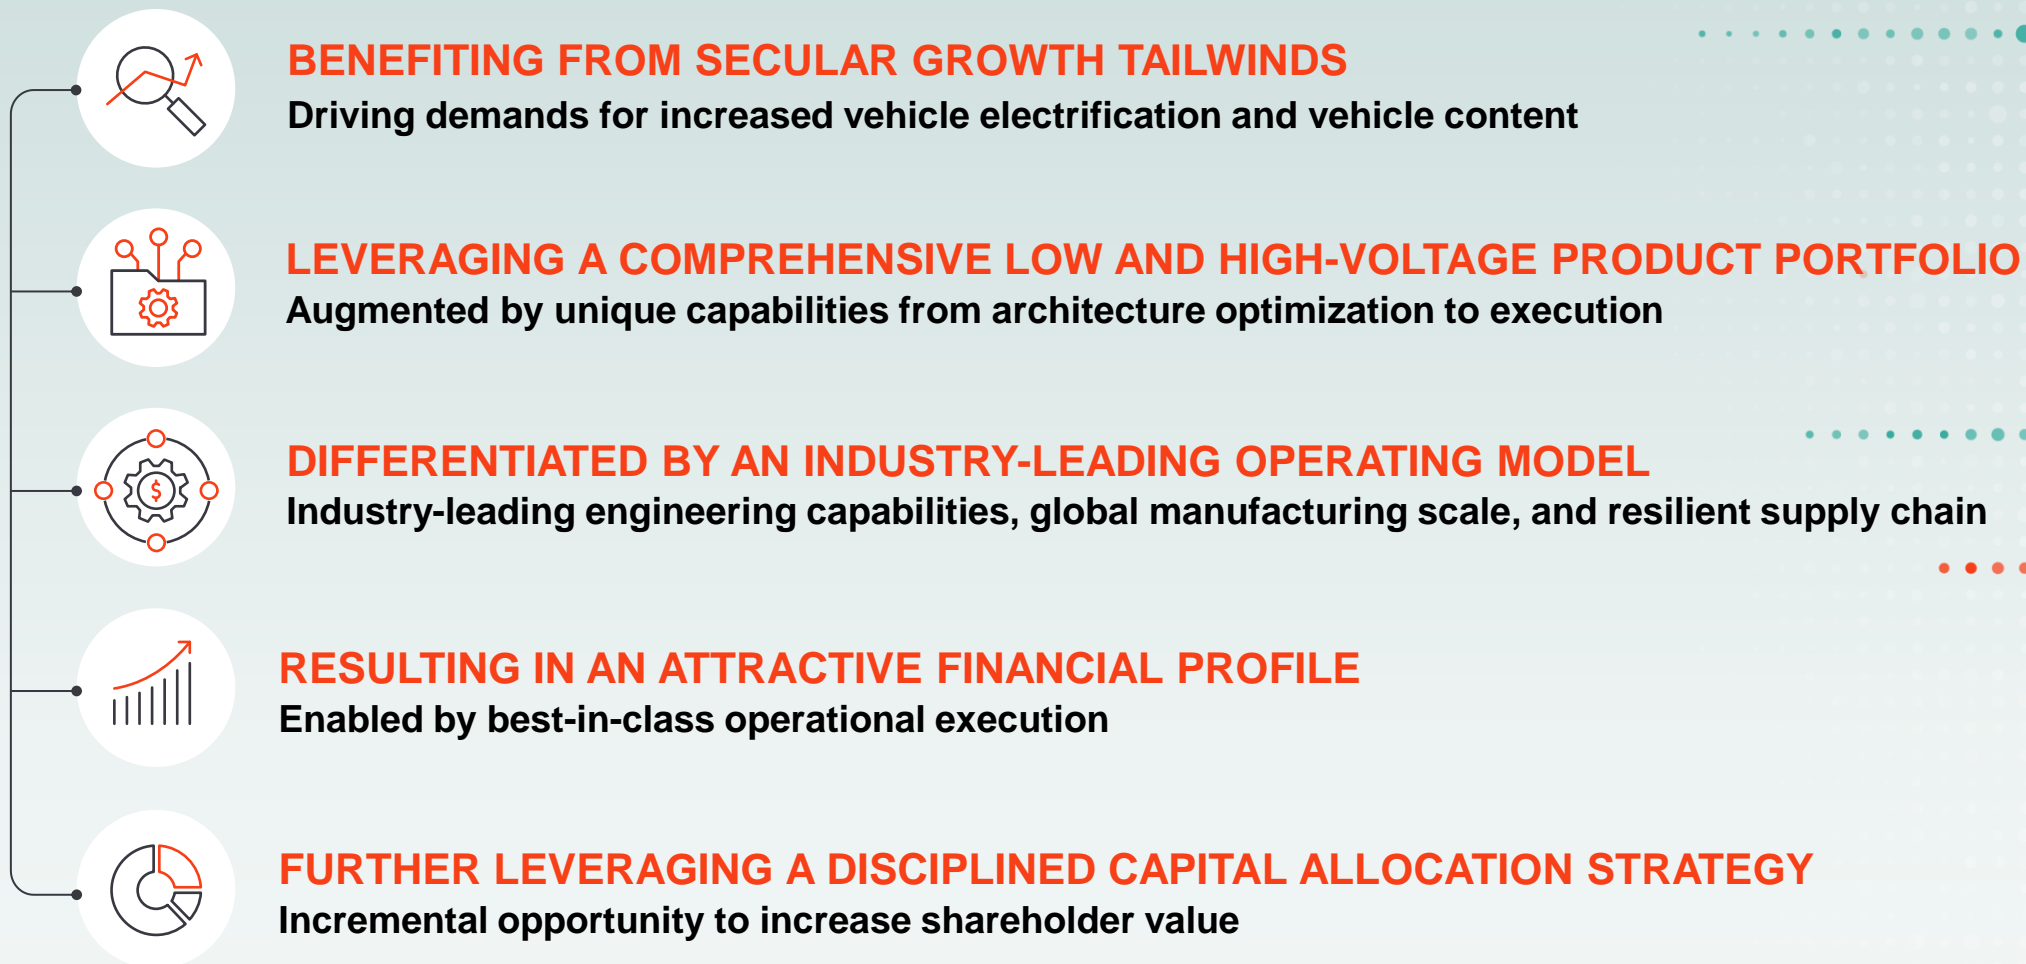 BENEFITING FROM SECULAR GROWTH TAILWINDS
Driving demands for increased vehicle electrification and vehicle content
LEVERAGING A COMPREHENSIVE LOW AND HIGH-VOLTAGE PRODUCT PORTFOLIO
Augmented by unique capabilities from architecture optimization to execution
$
DIFFERENTIATED BY AN INDUSTRY-LEADING OPERATING MODEL
Industry-leading engineering capabilities, global manufacturing scale, and resilient supply chain
RESULTING IN AN ATTRACTIVE FINANCIAL PROFILE
Enabled by best-in-class operational execution
FURTHER LEVERAGING A DISCIPLINED CAPITAL ALLOCATION STRATEGY
Incremental opportunity to increase shareholder value